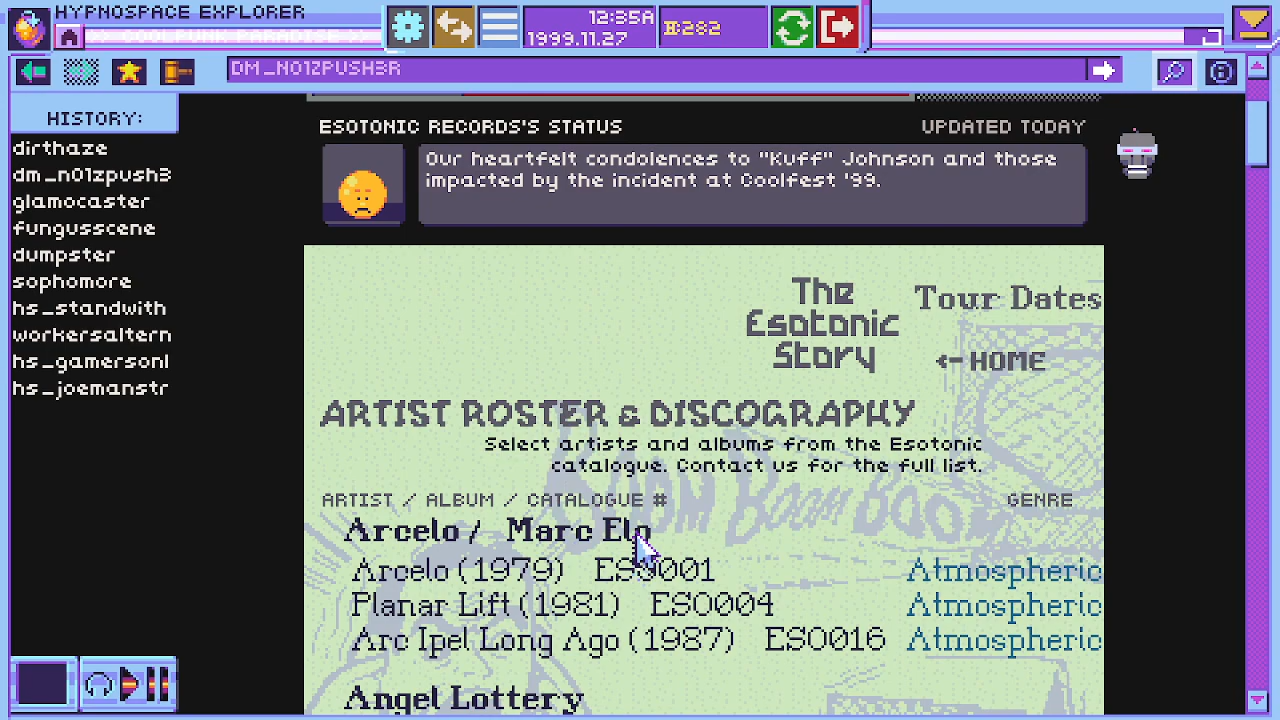 HYPNOSPACE EXPLORER
12:35A
1999.11.27
282
DM_N01ZPUSH3R
HISTORY:
dirthaze
dm_n01zpush3
glamocaster
fungusscene
dumpster
sophomore
hs_standwith
workersaltern
hs_gamersonl
hs_joemanstr
ESOTONIC RECORDS'S STATUS
UPDATED TODAY
Our heartfelt condolences to "Kuff" Johnson and those
impacted by the incident at Coolfest '99.
The
Esotonic
Story
Tour Dates
←HOME
ARTIST ROSTER & DISCOGRAPHY
Select artists and albums from the Esotonic
catalogue. Contact us for the full list.
ARTIST / ALBUM / CATALOGUE #
GENRE
Arcelo / Marc Elo
Arcelo (1979) ESO001
Atmospheric
Planar Lift (1981) ESO004
Atmospheric
Arc Ipel Long Ago (1987) ESO016
Atmospheric
Angel Lottery